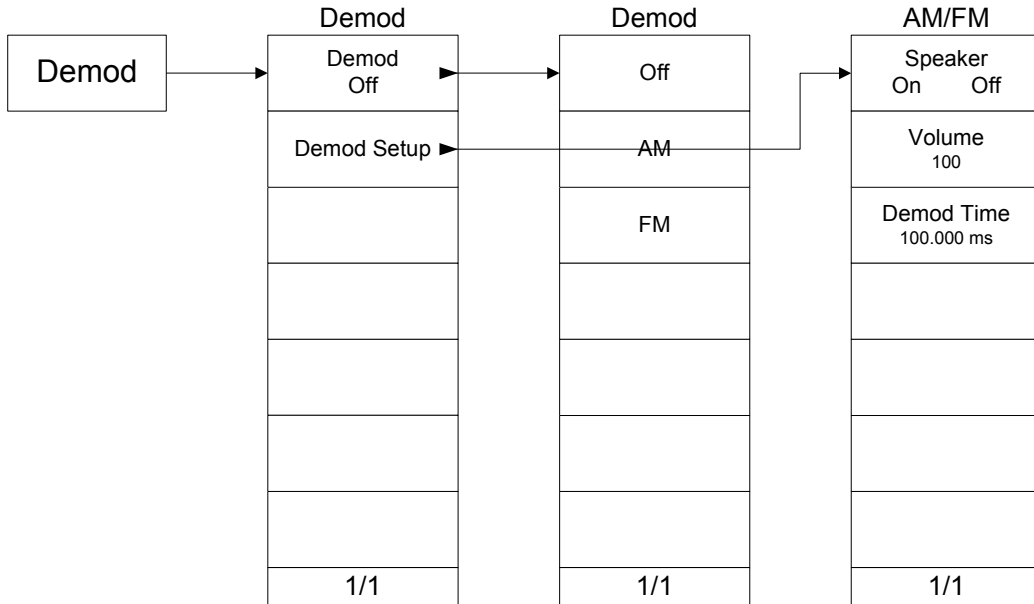 Demod
Demod
Demod
Off
Demod Setup
1/1
Demod
Off
AM
FM
1/1
AM/FM
Speaker
On Off
Volume
100
Demod Time
100.000 ms
1/1